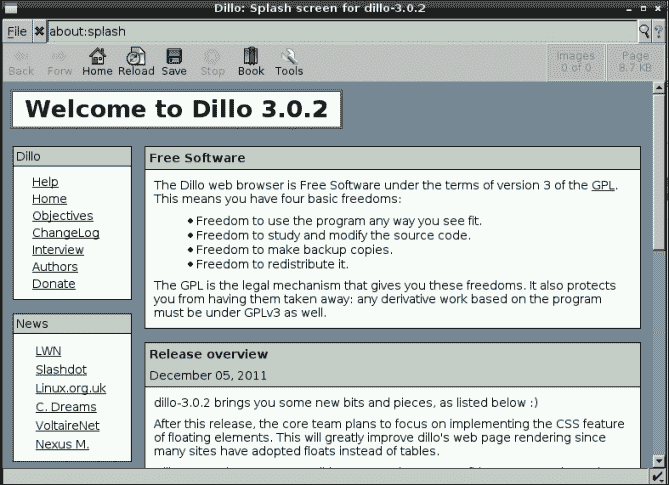 Dillo: Splash screen for dillo-3.0.2
File
about:splash
?
Back Forw Home Reload Save Stop Book Tools
Images
0 of 0
Page
8.7 KB
Welcome to Dillo 3.0.2
Dillo
Help
Home
Objectives
ChangeLog
Interview
Authors
Donate
News
LWN
Slashdot
Linux.org.uk
C. Dreams
VoltaireNet
Nexus M.
Free Software
The Dillo web browser is Free Software under the terms of version 3 of the GPL.
This means you have four basic freedoms:
Freedom to use the program any way you see fit.
Freedom to study and modify the source code.
Freedom to make backup copies.
Freedom to redistribute it.
The GPL is the legal mechanism that gives you these freedoms. It also protects
you from having them taken away: any derivative work based on the program
must be under GPLv3 as well.
Release overview
December 05, 2011
dillo-3.0.2 brings you some new bits and pieces, as listed below :)
After this release, the core team plans to focus on implementing the CSS feature
of floating elements. This will greatly improve dillo's web page rendering since
many sites have adopted floats instead of tables.